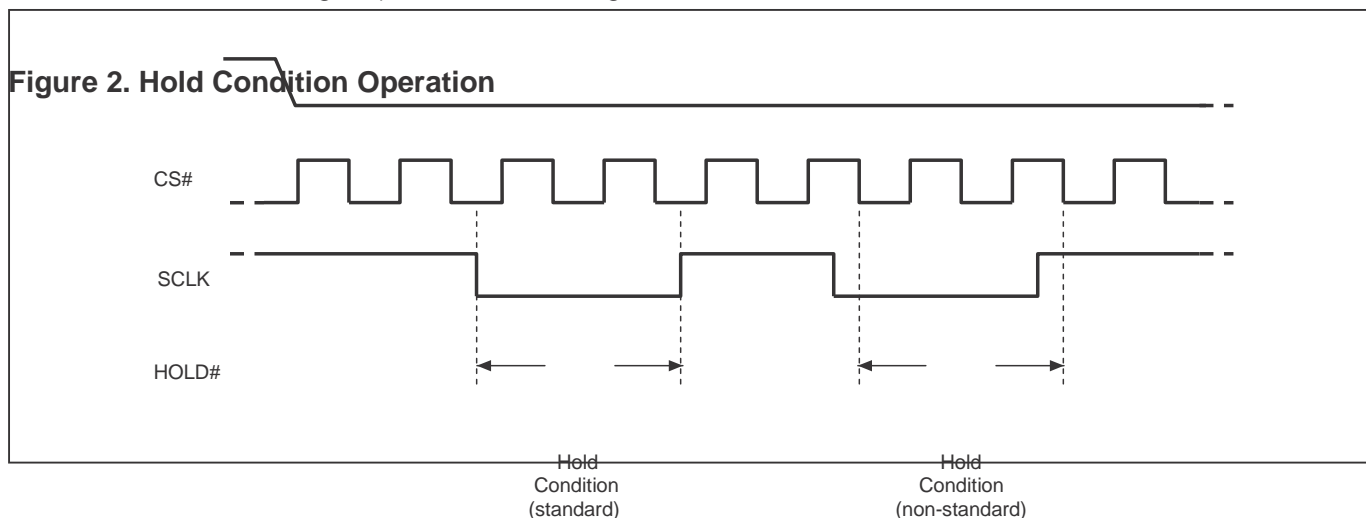 Figure 2. Hold Condition Operation
CS#
SCLK
HOLD#
Hold
Condition
(standard)
Hold
Condition
(non-standard)